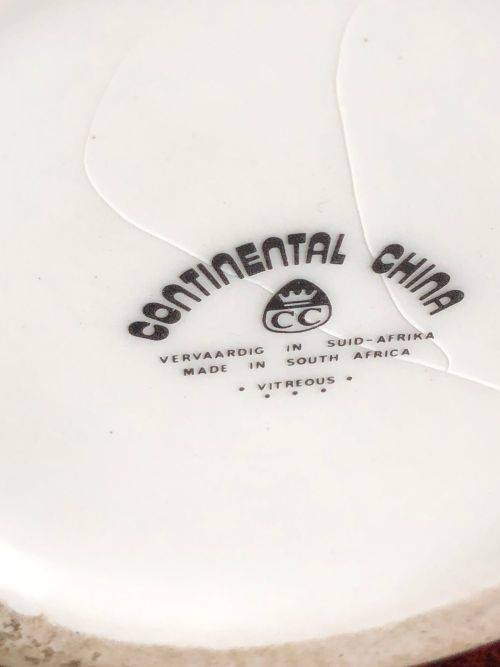 CONTINENTAL CHINA
CC
VERVAARDIG IN SUID-AFRIKA
MADE IN SOUTH AFRICA
• VITREOUS •
• • •